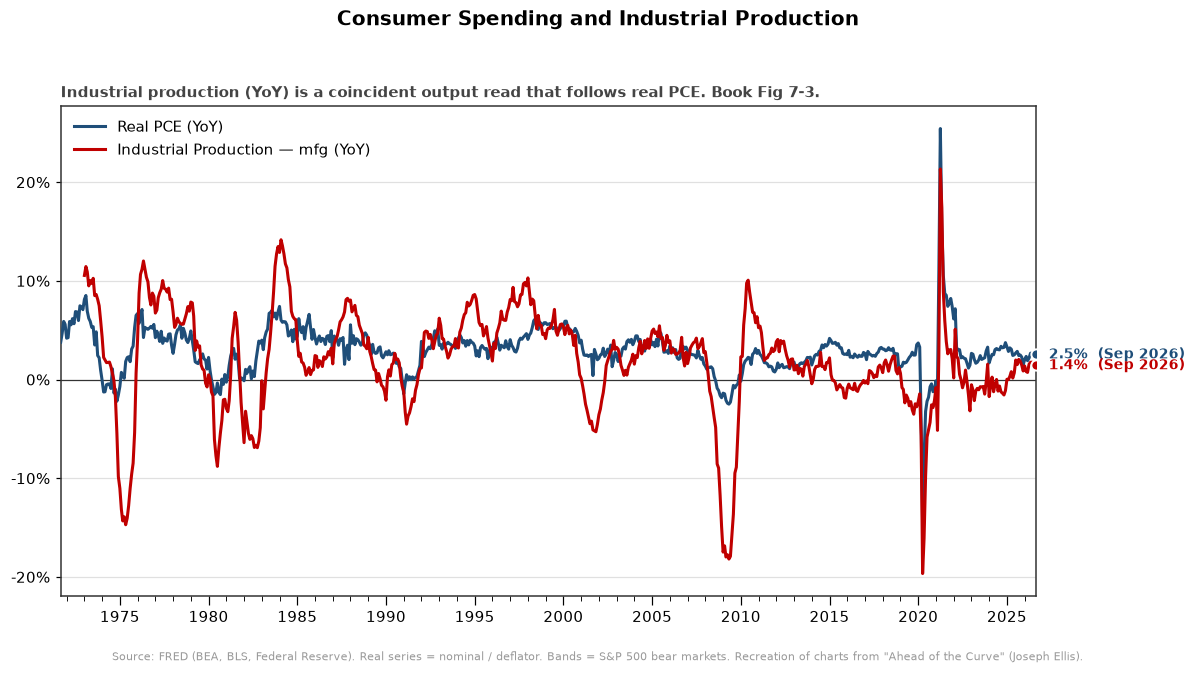 Consumer Spending and Industrial Production
Industrial production (YoY) is a coincident output read that follows real PCE. Book Fig 7-3.
Real PCE (YoY)
Industrial Production — mfg (YoY)
20%
10%
0%
-10%
-20%
2.5%  (Sep 2026)
1.4%  (Sep 2026)
1975 1980 1985 1990 1995 2000 2005 2010 2015 2020 2025
Source: FRED (BEA, BLS, Federal Reserve). Real series = nominal / deflator. Bands = S&P 500 bear markets. Recreation of charts from "Ahead of the Curve" (Joseph Ellis).